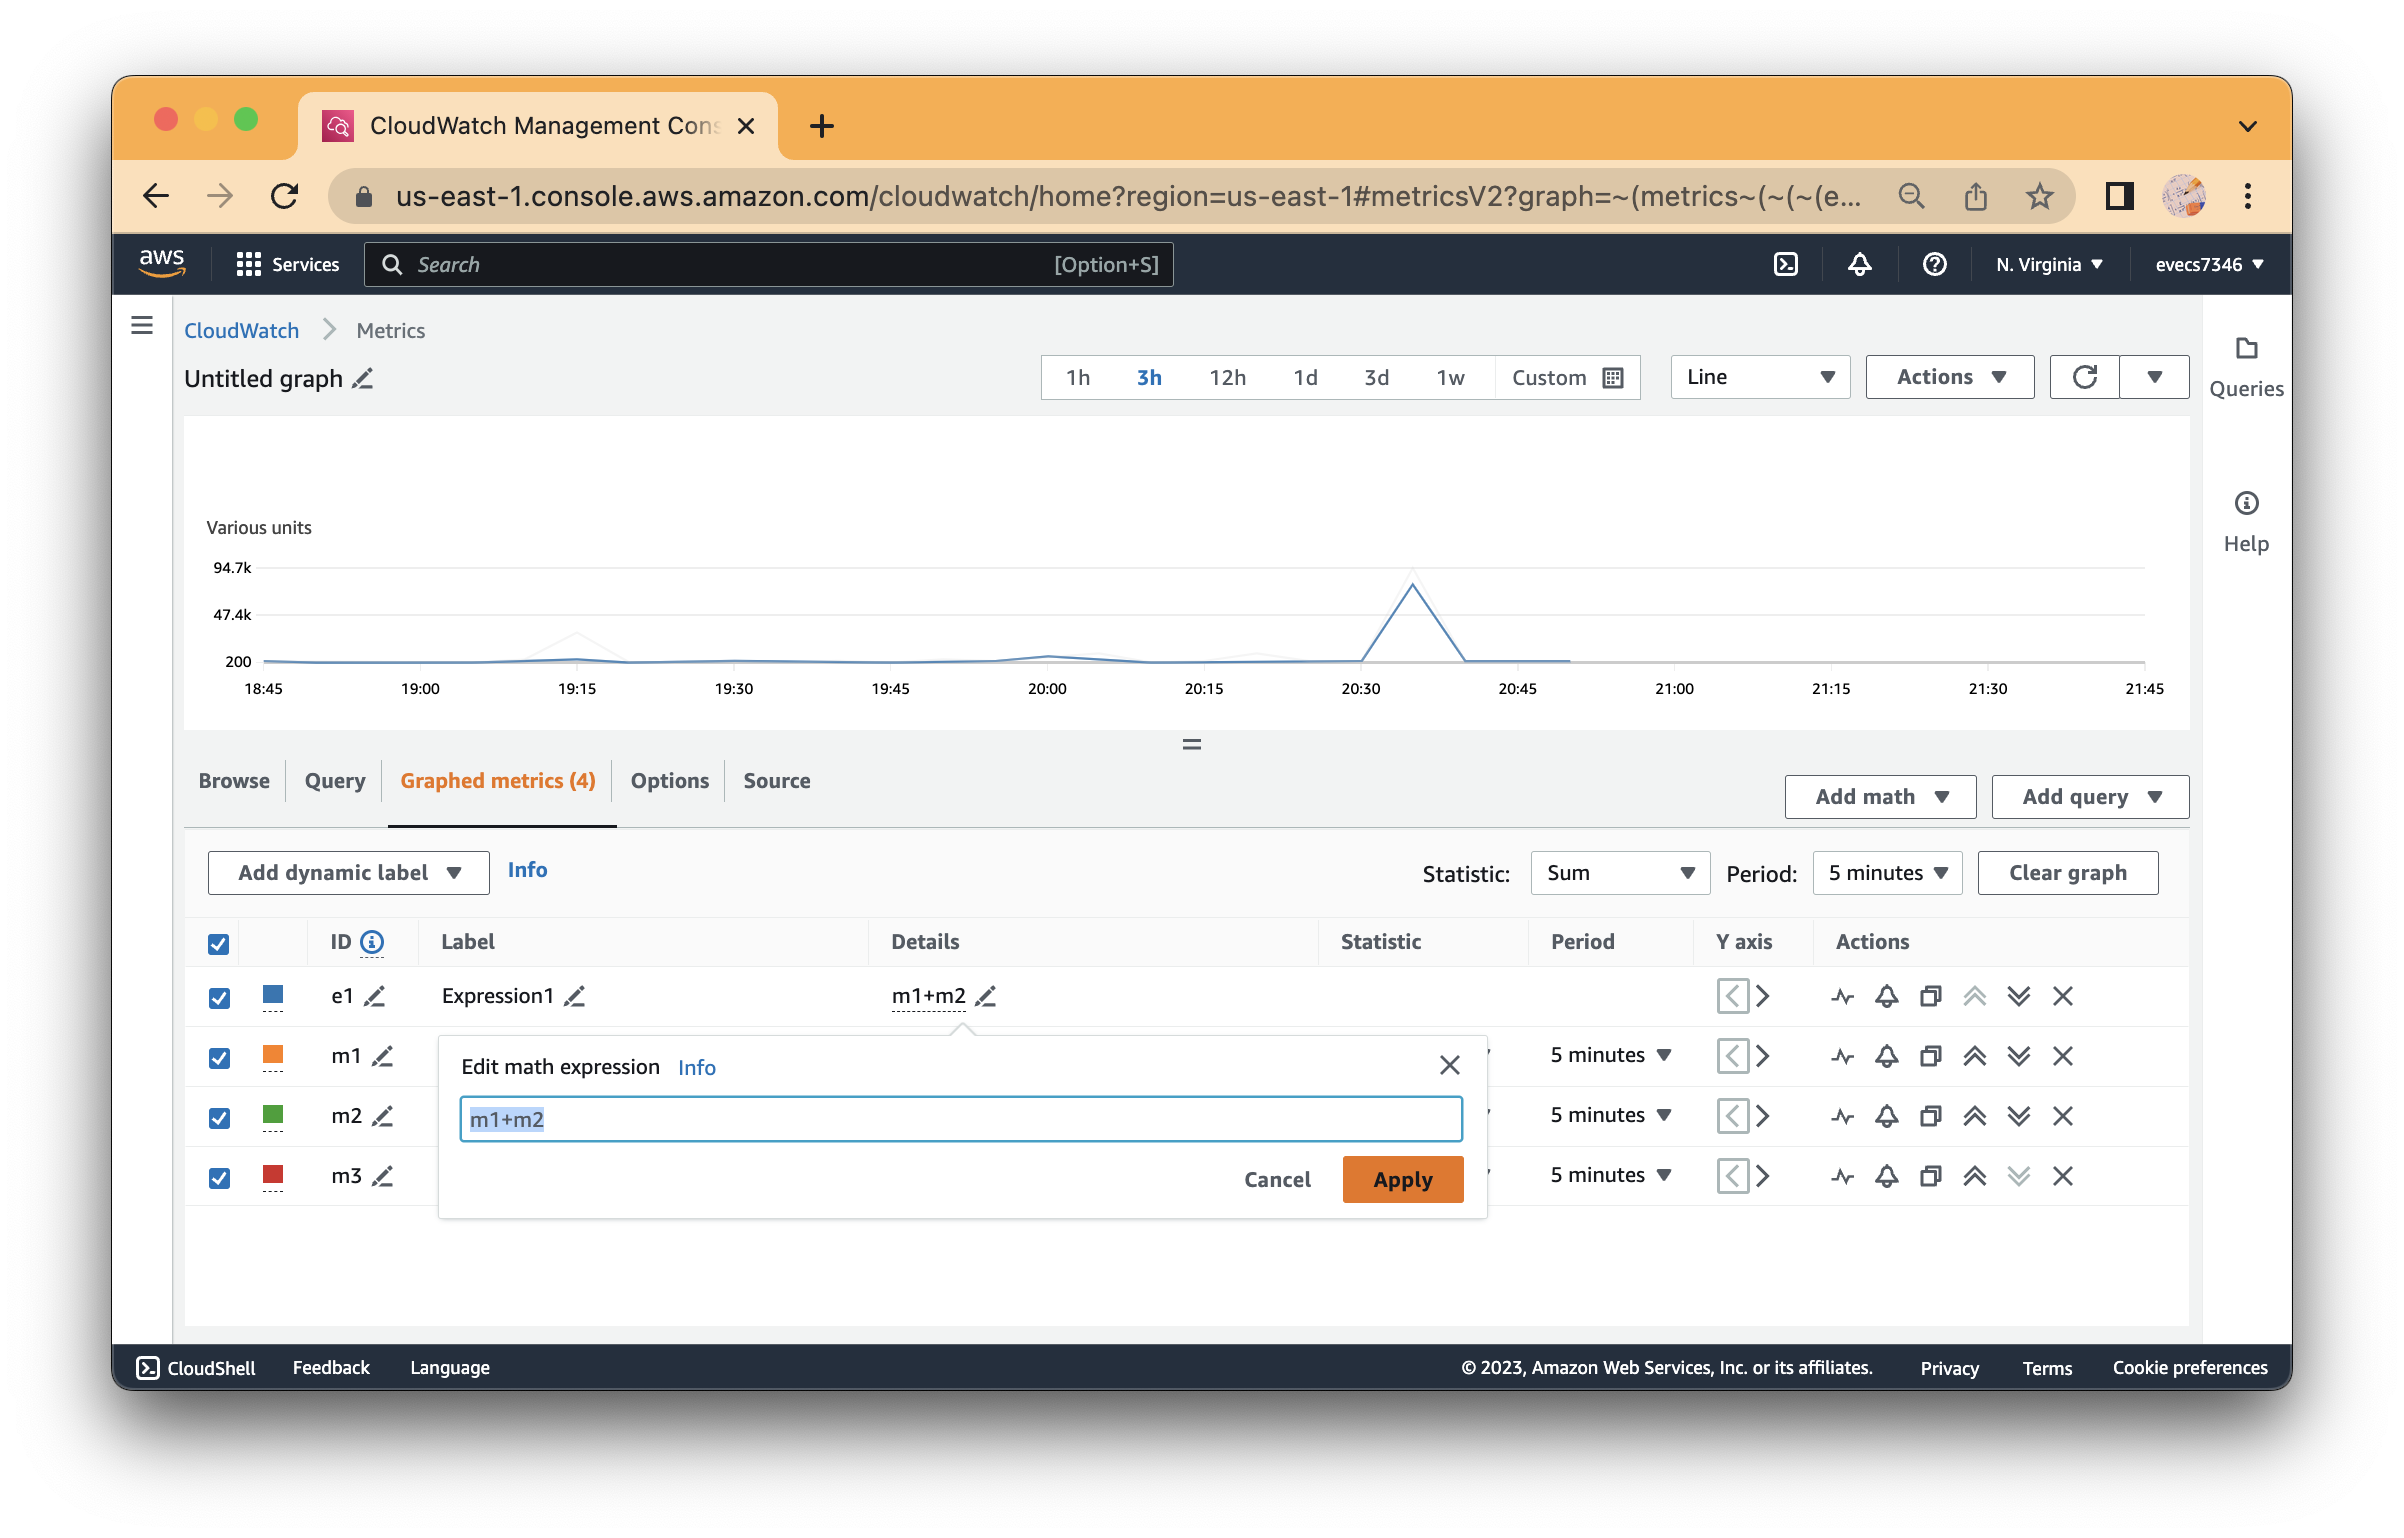 CloudWatch Management Cons
us-east-1.console.aws.amazon.com/cloudwatch/home?region=us-east-1#metricsV2?graph=~(metrics~(~(~(e...
aws Services Search [Option+S] N. Virginia evecs7346
CloudWatch Metrics
Untitled graph
1h 3h 12h 1d 3d 1w Custom Line Actions
Queries
Help
Various units
94.7k
47.4k
200
18:45 19:00 19:15 19:30 19:45 20:00 20:15 20:30 20:45 21:00 21:15 21:30 21:45
Browse Query Graphed metrics (4) Options Source Add math Add query
Add dynamic label Info Statistic: Sum Period: 5 minutes Clear graph
ID Label Details Statistic Period Y axis Actions
e1 Expression1 m1+m2
m1 5 minutes
m2 5 minutes
m3 5 minutes
Edit math expression Info
m1+m2
Cancel Apply
CloudShell Feedback Language © 2023, Amazon Web Services, Inc. or its affiliates. Privacy Terms Cookie preferences